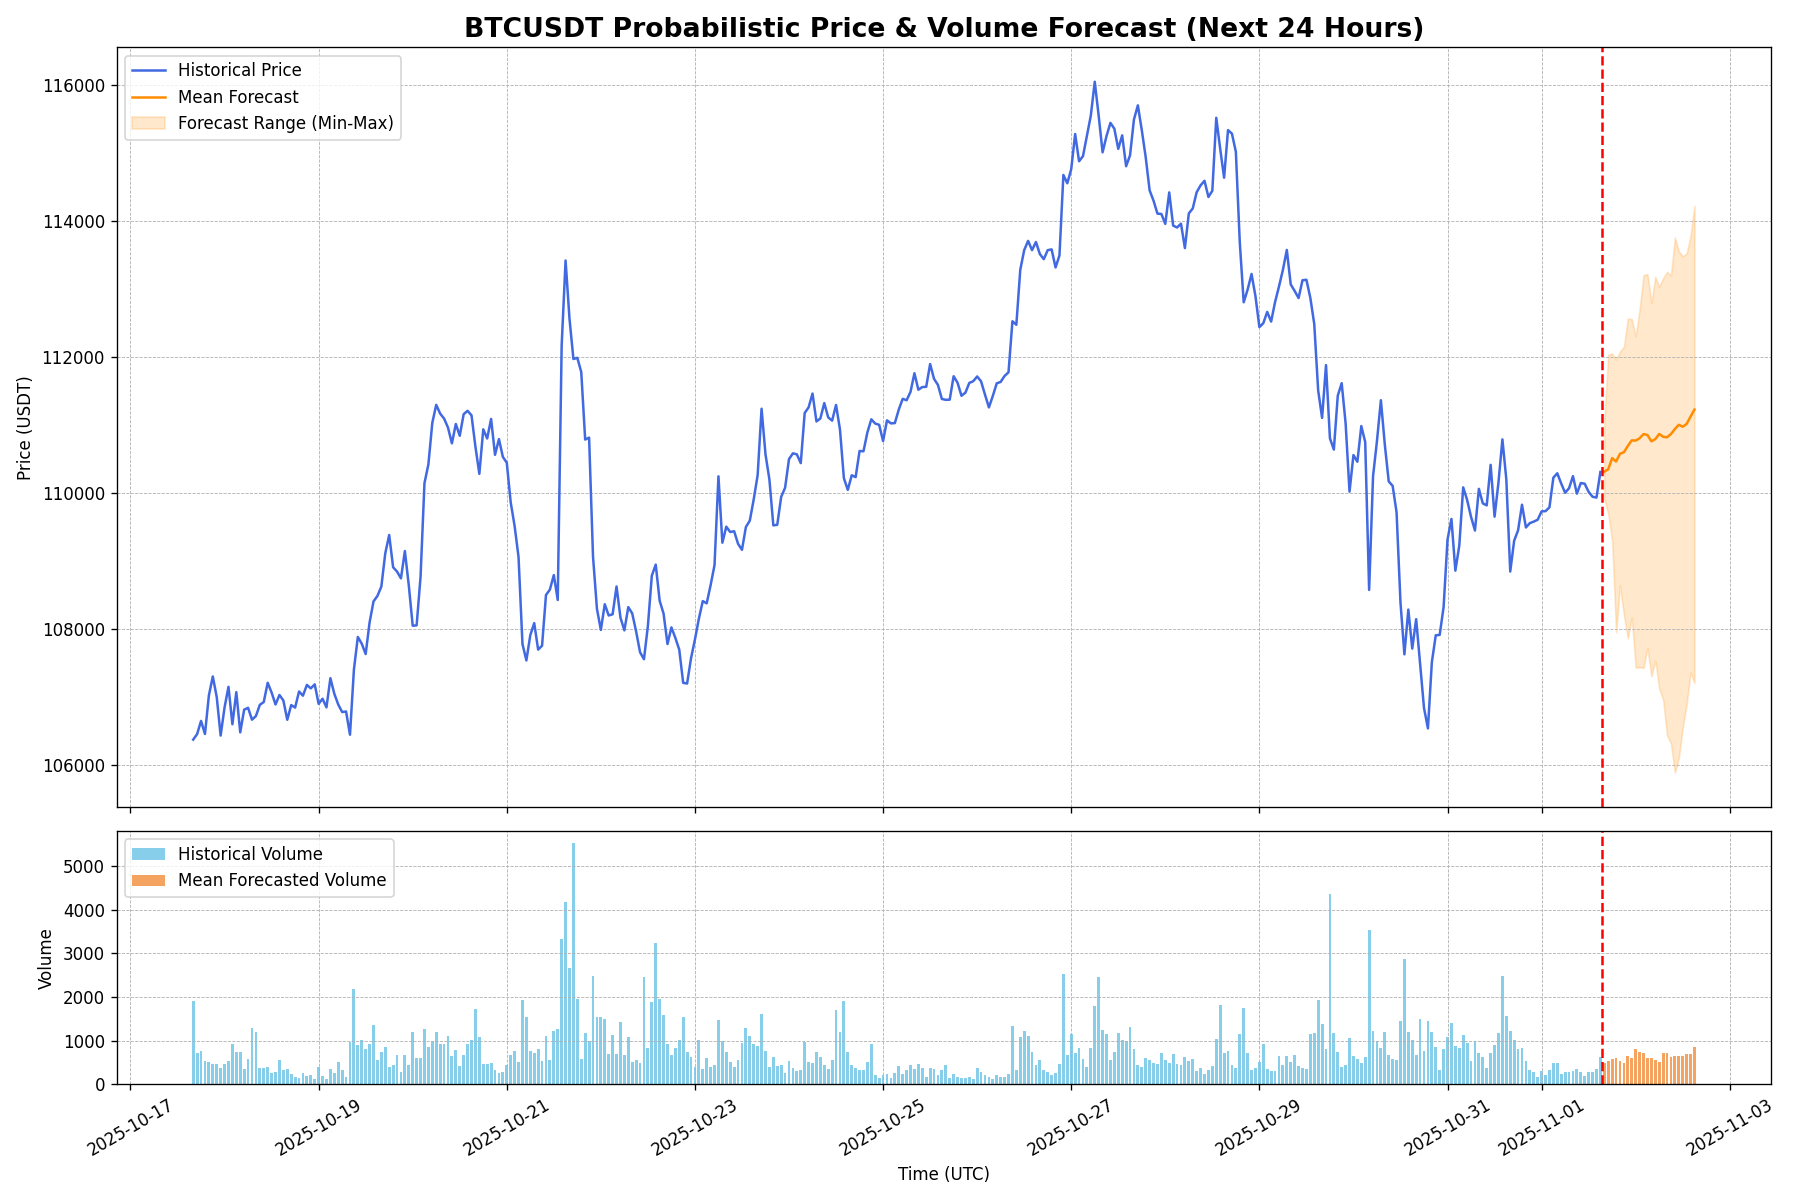 BTCUSDT Probabilistic Price & Volume Forecast (Next 24 Hours)
Historical Price
Mean Forecast
Forecast Range (Min-Max)
116000
114000
112000
110000
108000
106000
Price (USDT)
Historical Volume
Mean Forecasted Volume
5000
4000
3000
2000
1000
0
Volume
2025-10-17
2025-10-19
2025-10-21
2025-10-23
2025-10-25
2025-10-27
2025-10-29
2025-10-31
2025-11-01
2025-11-03
Time (UTC)